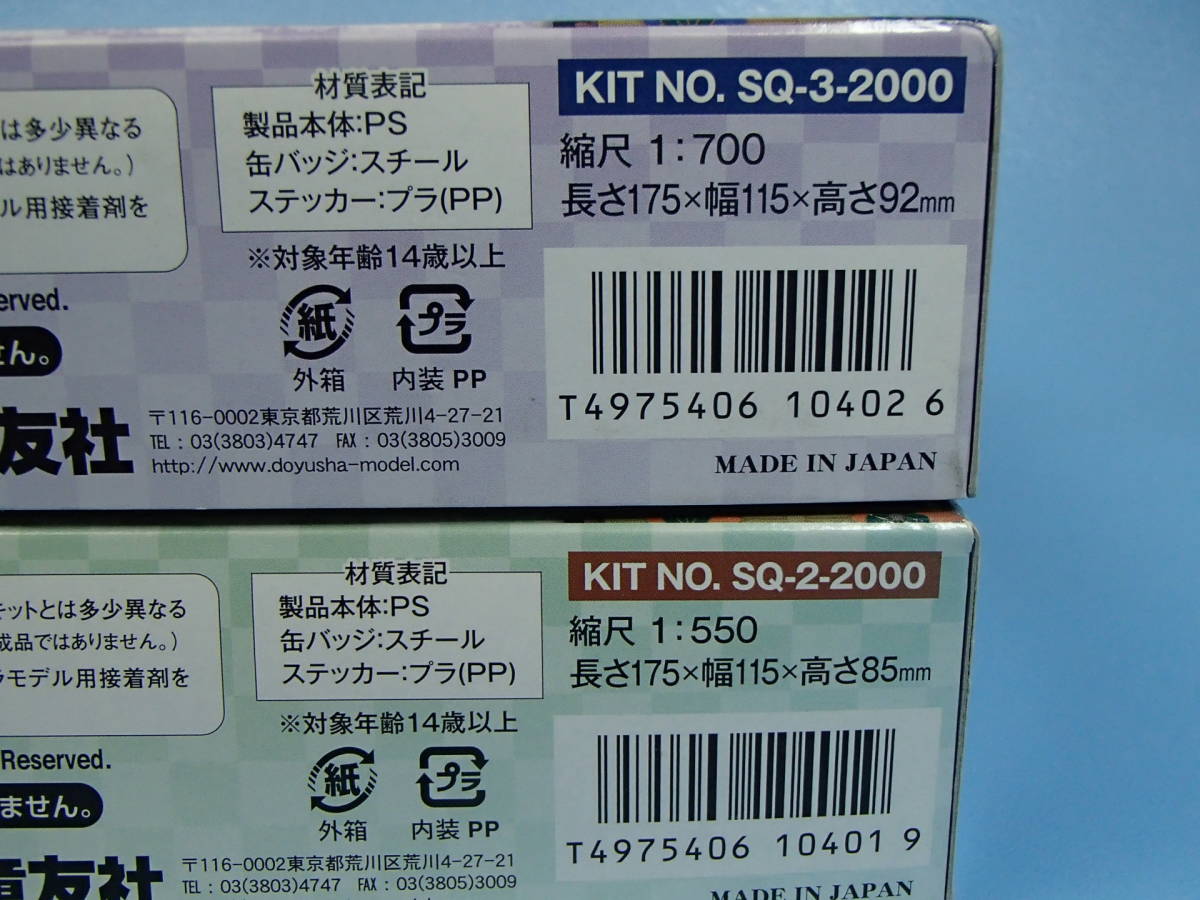 は多少異なる
はありません。)
ル用接着剤を
材質表記
製品本体:PS
缶バッジ:スチール
ステッカー:プラ(PP)
※対象年齢14歳以上
紙
外箱
プラ
内装 PP
せん。
友社
〒116-0002東京都荒川区荒川4-27-21
TEL : 03(3803)4747 FAX : 03(3805)3009
http://www.doyusha-model.com
KIT NO. SQ-3-2000
縮尺 1:700
長さ175×幅115×高さ92mm
T4975406 10402 6
MADE IN JAPAN
キットとは多少異なる
成品ではありません。)
ラモデル用接着剤を
材質表記
製品本体:PS
缶バッジ:スチール
ステッカー:プラ(PP)
※対象年齢14歳以上
紙
外箱
プラ
内装 PP
Reserved.
ません。
童友社
〒116-0002東京都荒川区荒川4-27-21
TEL : 03(3803)4747 FAX : 03(3805)3009
KIT NO. SQ-2-2000
縮尺 1:550
長さ175×幅115×高さ85mm
T4975406 10401 9
MADE IN JAPAN